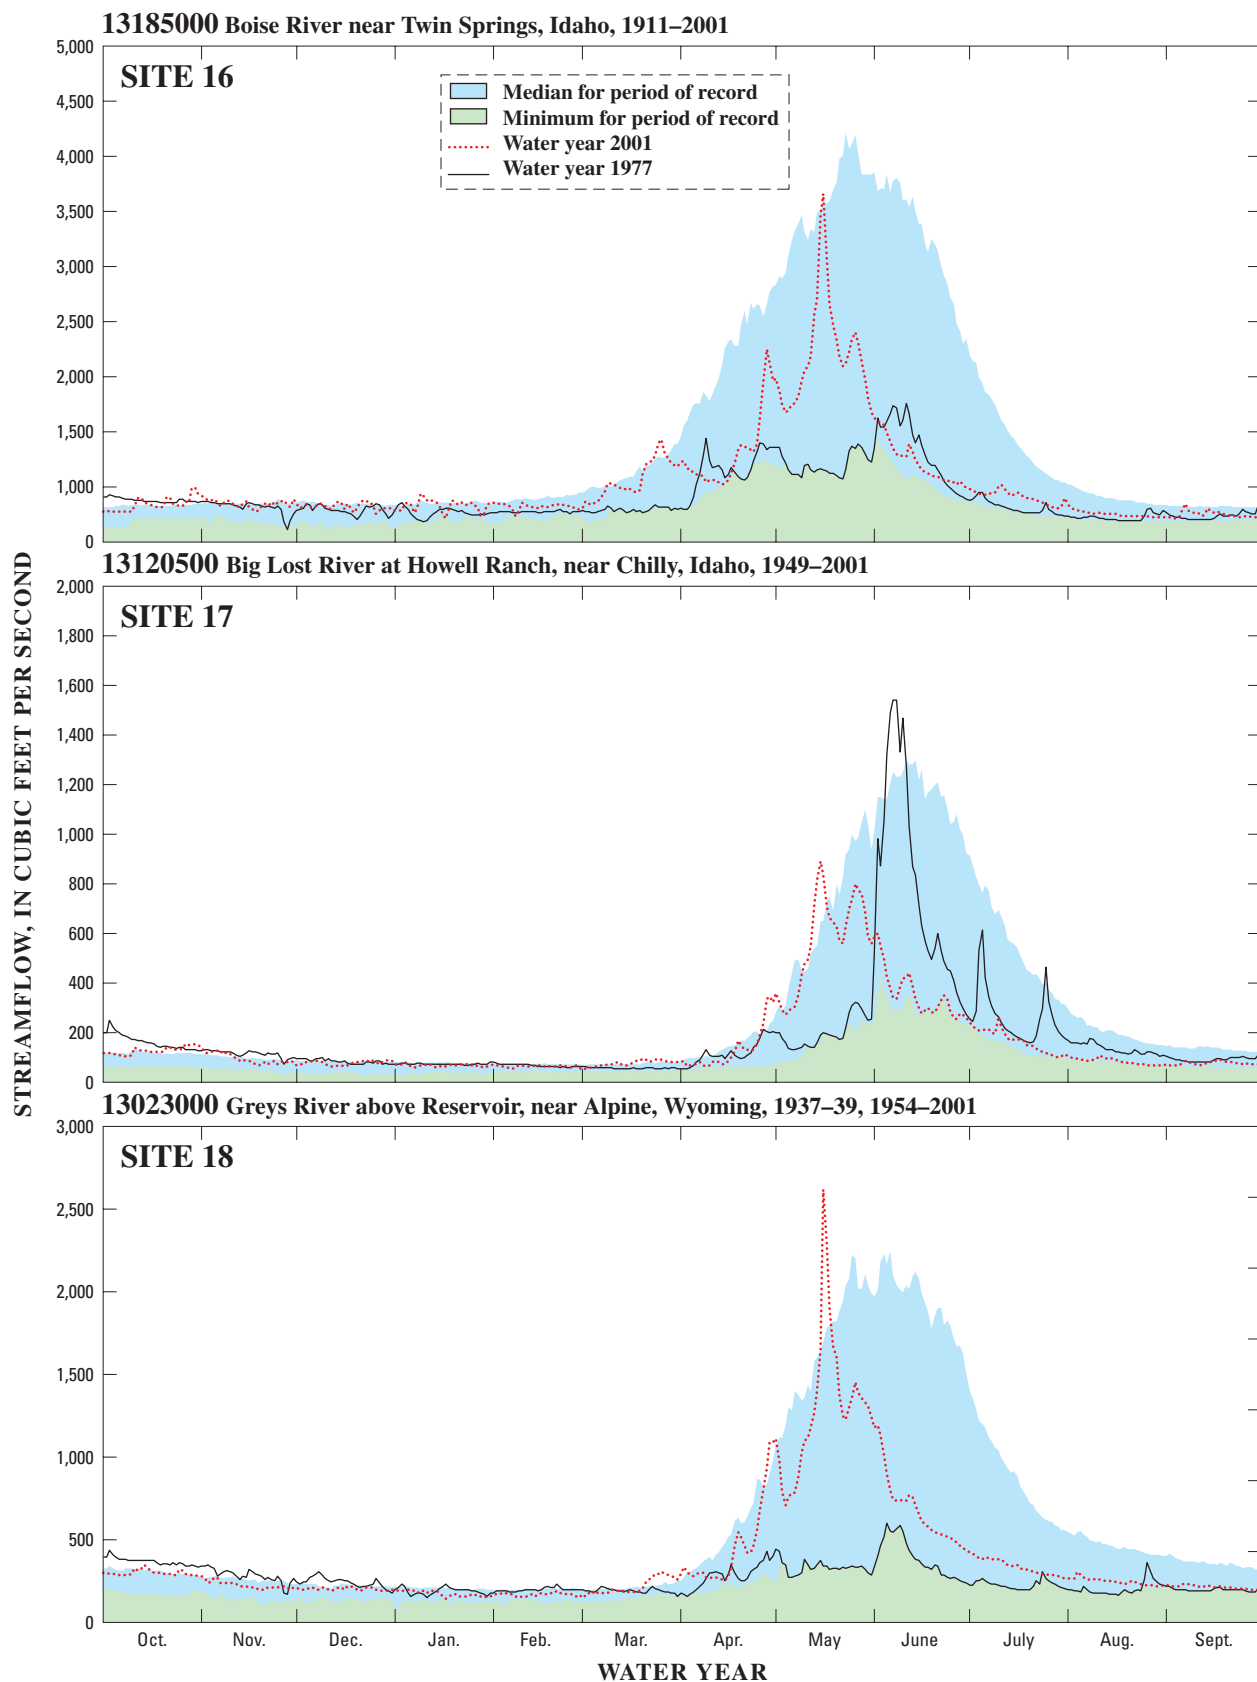 13185000 Boise River near Twin Springs, Idaho, 1911–2001
SITE 16
Median for period of record
Minimum for period of record
Water year 2001
Water year 1977
5,000
4,500
4,000
3,500
3,000
2,500
2,000
1,500
1,000
500
0
13120500 Big Lost River at Howell Ranch, near Chilly, Idaho, 1949–2001
SITE 17
2,000
1,800
1,600
1,400
1,200
1,000
800
600
400
200
0
STREAMFLOW, IN CUBIC FEET PER SECOND
13023000 Greys River above Reservoir, near Alpine, Wyoming, 1937–39, 1954–2001
SITE 18
3,000
2,500
2,000
1,500
1,000
500
0
Oct. Nov. Dec. Jan. Feb. Mar. Apr. May June July Aug. Sept.
WATER YEAR